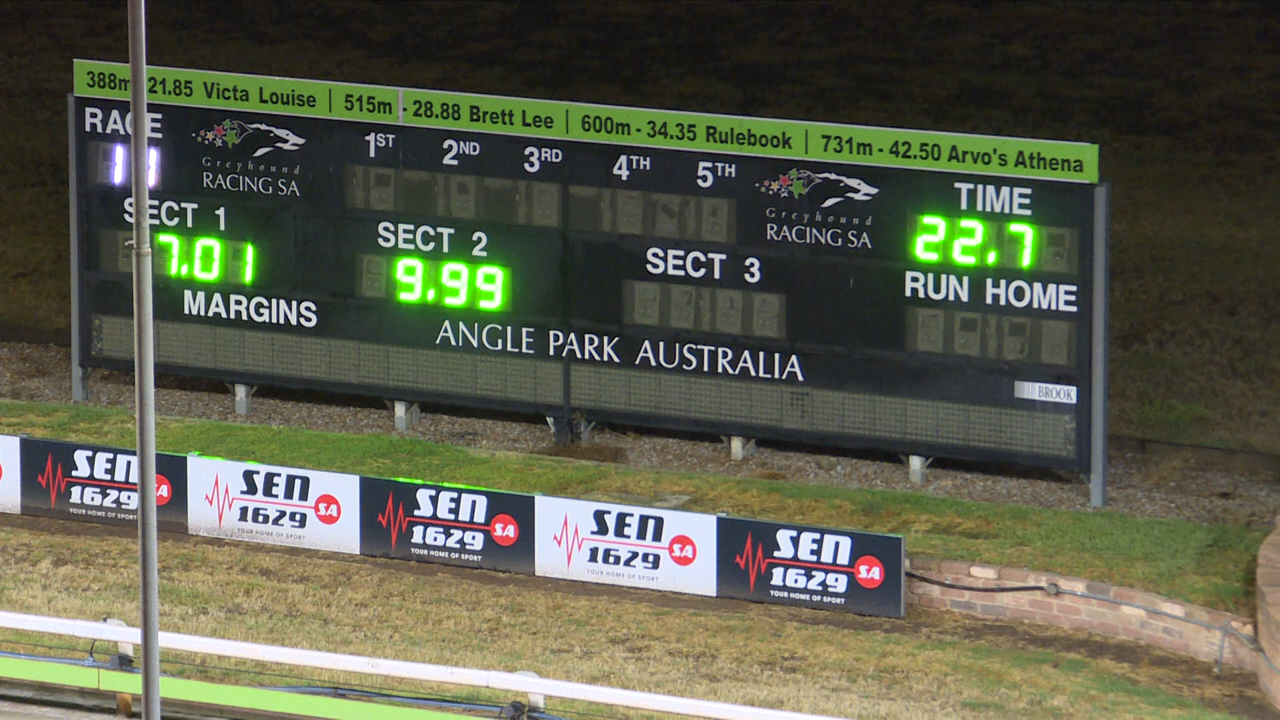 388m 21.85 Victa Louise | 515m - 28.88 Brett Lee | 600m - 34.35 Rulebook | 731m - 42.50 Arvo's Athena
RACE
11
Greyhound
RACING SA
1ST 2ND 3RD 4TH 5TH
Greyhound
RACING SA
TIME
22.7
SECT 1
7.01
SECT 2
9.99
SECT 3
RUN HOME
MARGINS
ANGLE PARK AUSTRALIA
BROOK
SEN
1629
YOUR HOME OF SPORT
SEN
1629
SA
YOUR HOME OF SPORT
SEN
1629
SA
YOUR HOME OF SPORT
SEN
1629
SA
YOUR HOME OF SPORT
SEN
1629
SA
YOUR HOME OF SPORT